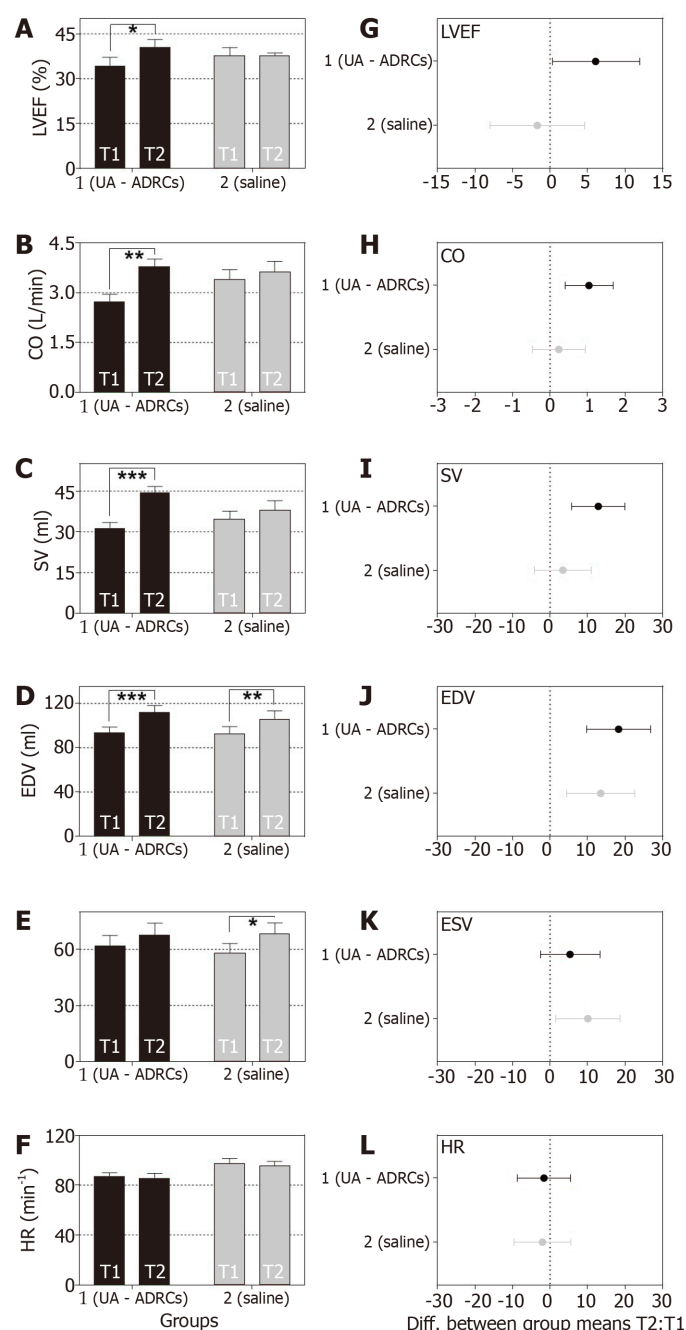 A
LVEF (%)
45
30
15
0
*
T1 T2 T1 T2
1 (UA - ADRCs) 2 (saline)
G
LVEF
1 (UA - ADRCs)
2 (saline)
-15 -10 -5 0 5 10 15
B
CO (L/min)
4.5
3.0
1.5
0.0
**
T1 T2 T1 T2
1 (UA - ADRCs) 2 (saline)
H
CO
1 (UA - ADRCs)
2 (saline)
-3 -2 -1 0 1 2 3
C
SV (ml)
45
30
15
0
***
T1 T2 T1 T2
1 (UA - ADRCs) 2 (saline)
I
SV
1 (UA - ADRCs)
2 (saline)
-30 -20 -10 0 10 20 30
D
EDV (ml)
120
80
40
0
*** **
T1 T2 T1 T2
1 (UA - ADRCs) 2 (saline)
J
EDV
1 (UA - ADRCs)
2 (saline)
-30 -20 -10 0 10 20 30
E
60
30
0
*
T1 T2 T1 T2
1 (UA - ADRCs) 2 (saline)
K
ESV
1 (UA - ADRCs)
2 (saline)
-30 -20 -10 0 10 20 30
F
HR (min-1)
120
80
40
0
T1 T2 T1 T2
1 (UA - ADRCs) 2 (saline)
Groups
L
HR
1 (UA - ADRCs)
2 (saline)
-30 -20 -10 0 10 20 30
Diff. between group means T2:T1